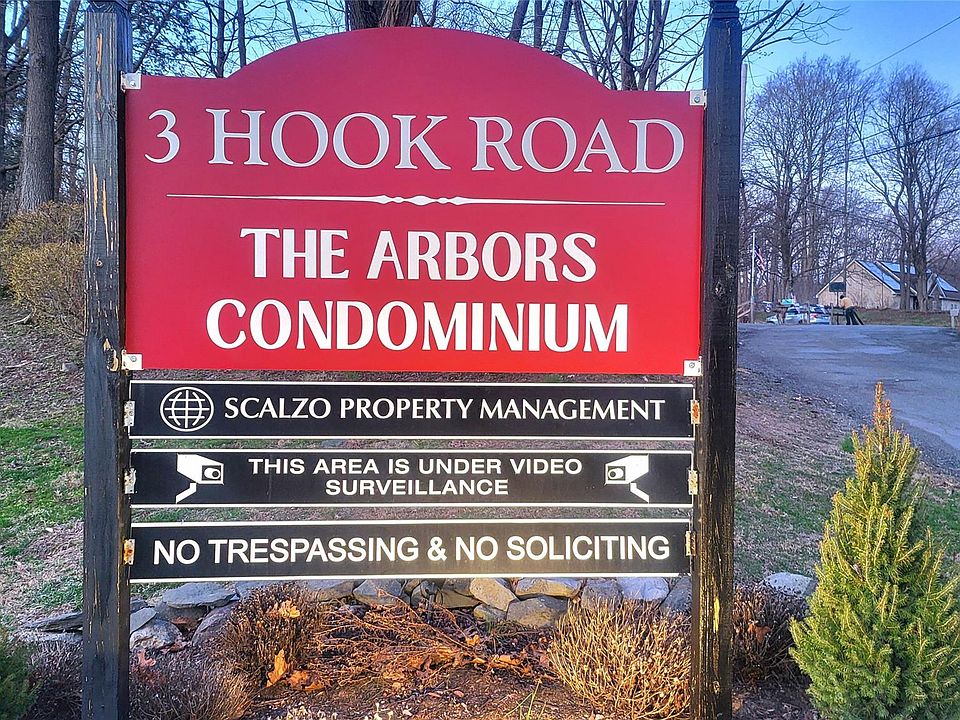 3 HOOK ROAD
THE ARBORS
CONDOMINIUM
SCALZO PROPERTY MANAGEMENT
THIS AREA IS UNDER VIDEO
SURVEILLANCE
NO TRESPASSING & NO SOLICITING